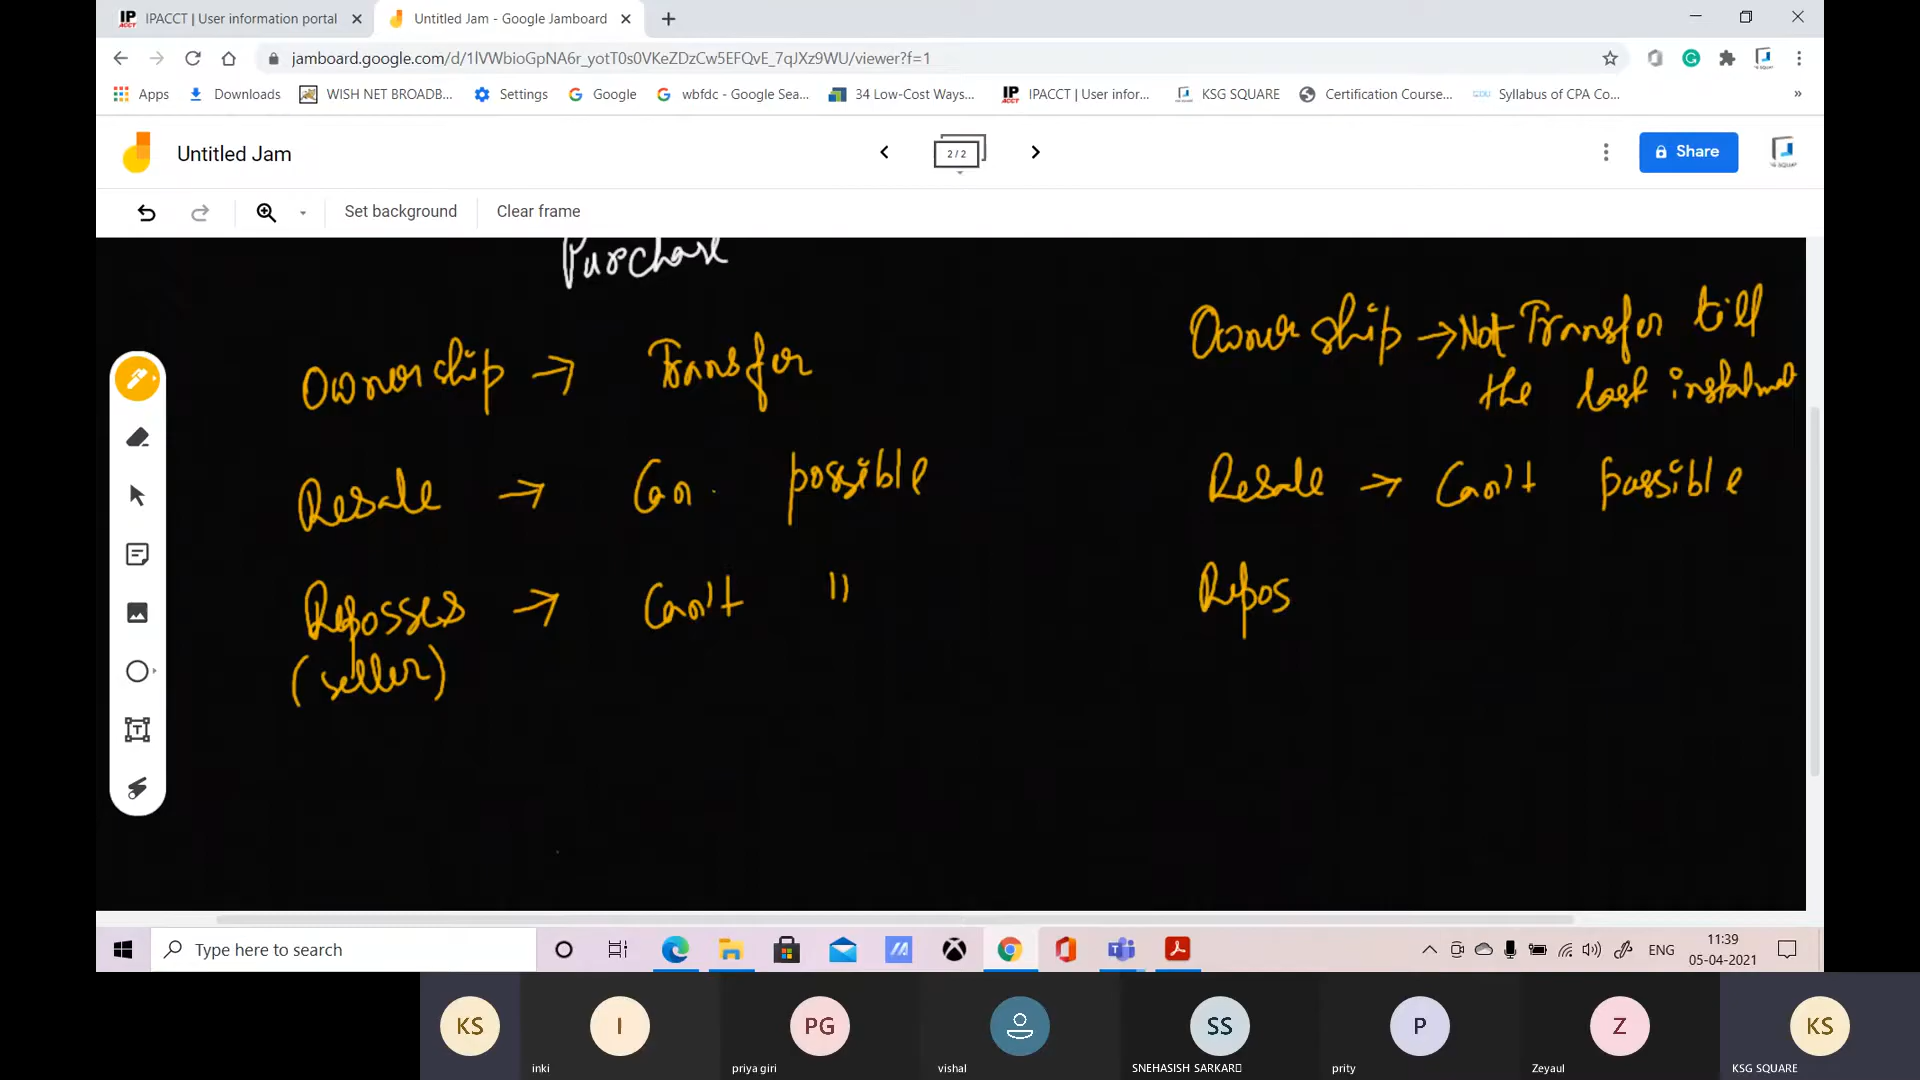 IPACCT | User information portal
Untitled Jam - Google Jamboard
jamboard.google.com/d/1lVWbioGpNA6r_yotT0s0VKeZDzCw5EFQvE_7qJXz9WU/viewer?f=1
Apps Downloads WISH NET BROADB... Settings Google wbfdc - Google Sea... 34 Low-Cost Ways... IPACCT | User infor... KSG SQUARE Certification Course... Syllabus of CPA Co... »
Untitled Jam
2 / 2
Share
Set background Clear frame
Purchase
Ownership → Transfer
Resale → Can possible
Reposses → Can't "
(seller)
Ownership → Not Transfer till
the last instalmet
Resale → Can't possible
Repos
Type here to search
ENG
11:39
05-04-2021
KS I PG SS P Z KS
inki priya giri vishal SNEHASISH SARKAR prity Zeyaul KSG SQUARE